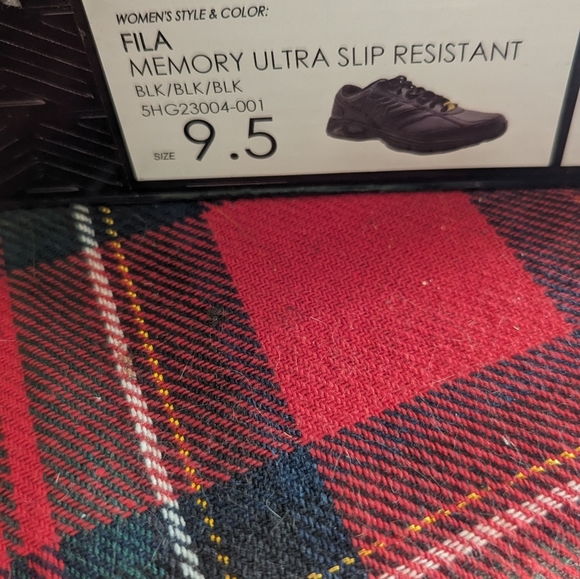 WOMEN'S STYLE & COLOR:
FILA
MEMORY ULTRA SLIP RESISTANT
BLK/BLK/BLK
5HG23004-001
SIZE 9.5